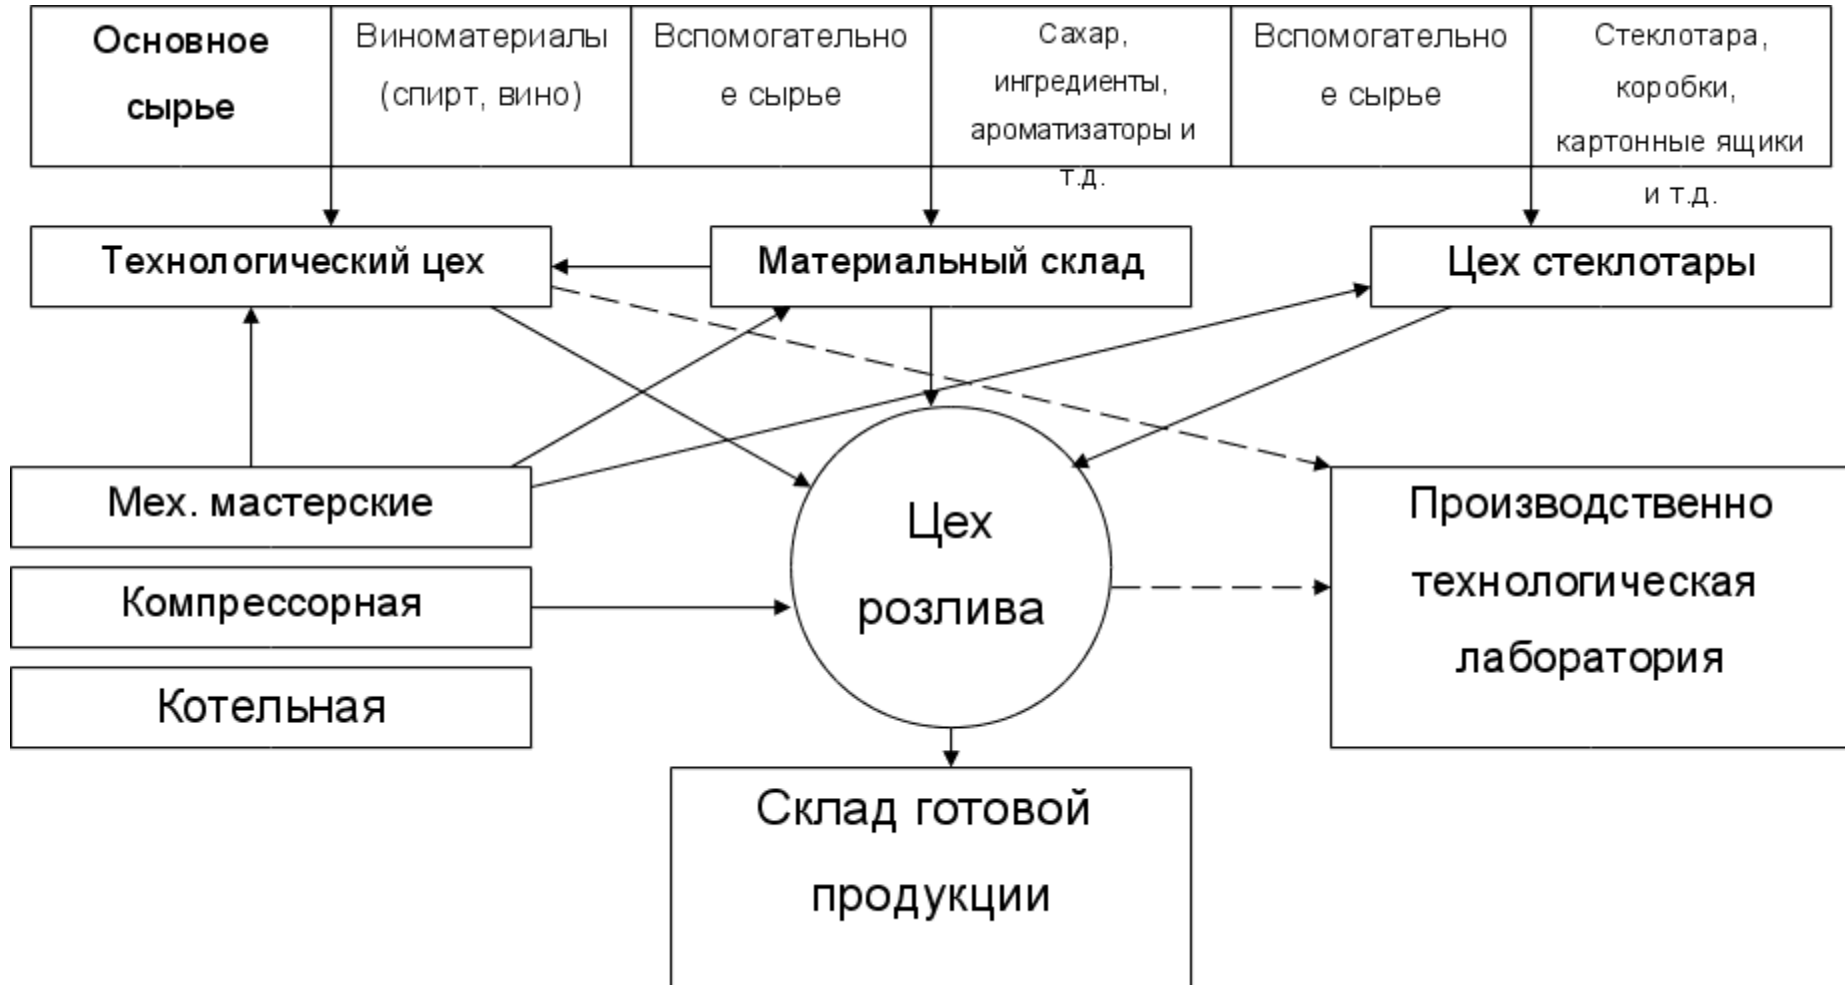 Основное
сырье
Виноматериалы
(спирт, вино)
Вспомогательно
е сырье
Сахар,
ингредиенты,
ароматизаторы и
т.д.
Вспомогательно
е сырье
Стеклотара,
коробки,
картонные ящики
и т.д.
Технологический цех
Материальный склад
Цех стеклотары
Мех. мастерские
Компрессорная
Котельная
Цех
розлива
Производственно
технологическая
лаборатория
Склад готовой
продукции